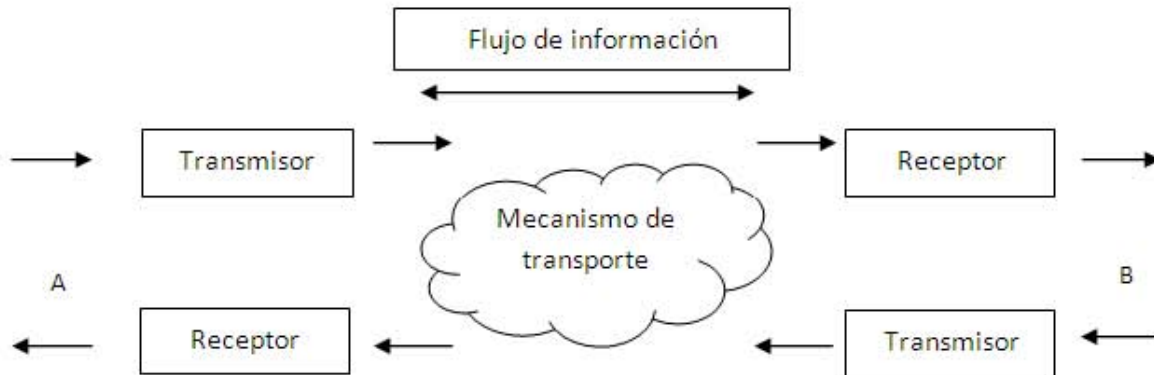 Flujo de información
Transmisor
Receptor
Mecanismo de
transporte
A
B
Receptor
Transmisor